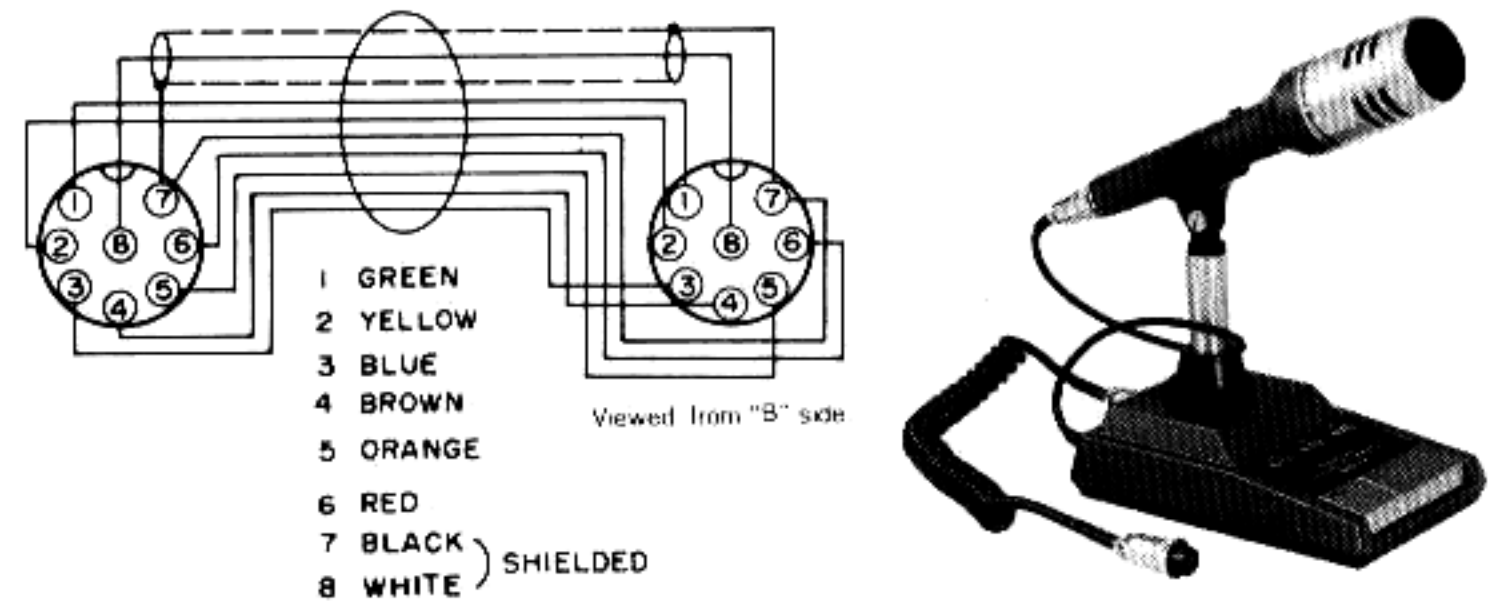 1 7
2 8 6
3 5
4
1 7
2 8 6
3 5
4
1 GREEN
2 YELLOW
3 BLUE
4 BROWN
5 ORANGE
6 RED
7 BLACK
8 WHITE
SHIELDED
Viewed from "B" side